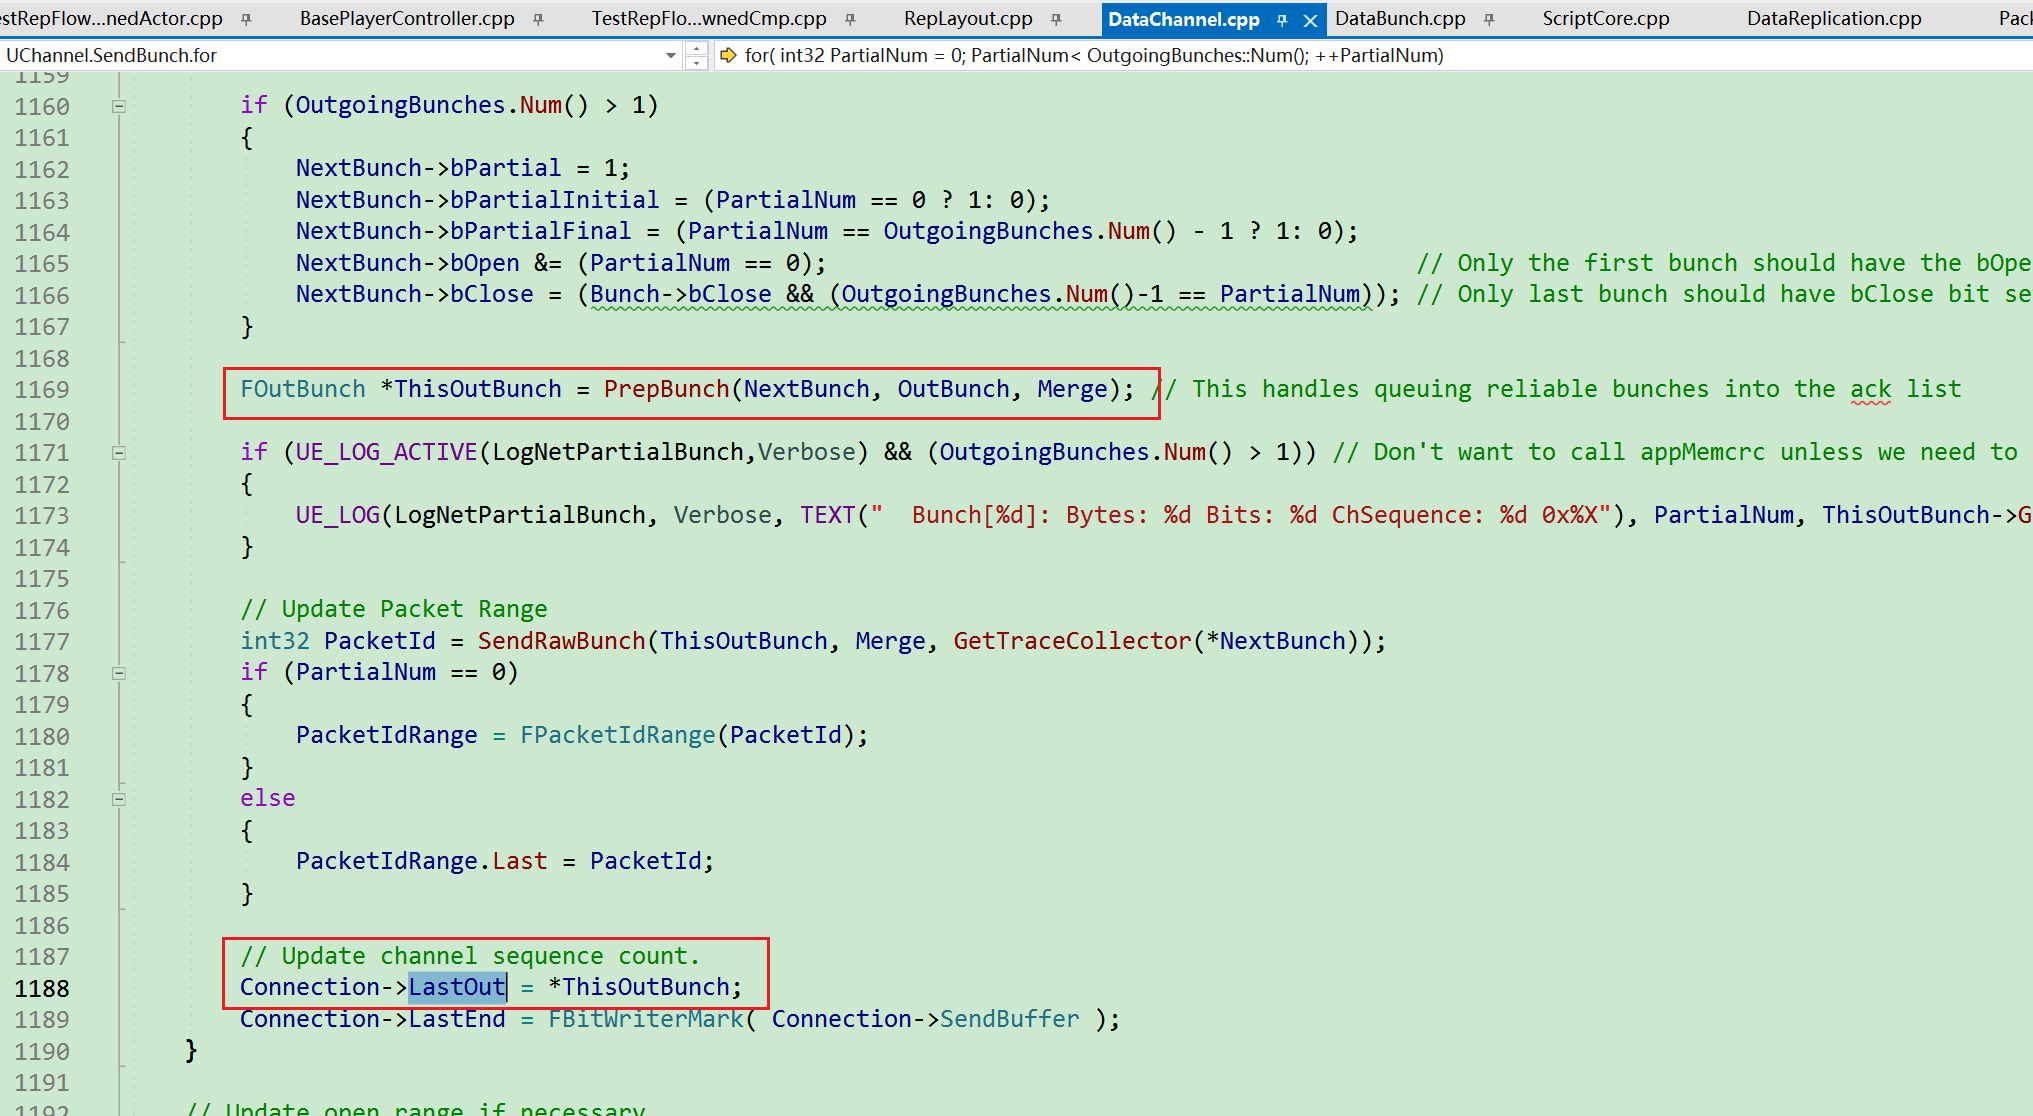 estRepFlow...nedActor.cpp BasePlayerController.cpp TestRepFlo...wnedCmp.cpp RepLayout.cpp DataChannel.cpp DataBunch.cpp ScriptCore.cpp DataReplication.cpp Pac
UChannel.SendBunch.for for( int32 PartialNum = 0; PartialNum< OutgoingBunches::Num(); ++PartialNum)
1159
1160 if (OutgoingBunches.Num() > 1)
1161 {
1162 NextBunch->bPartial = 1;
1163 NextBunch->bPartialInitial = (PartialNum == 0 ? 1: 0);
1164 NextBunch->bPartialFinal = (PartialNum == OutgoingBunches.Num() - 1 ? 1: 0);
1165 NextBunch->bOpen &= (PartialNum == 0); // Only the first bunch should have the bOpe
1166 NextBunch->bClose = (Bunch->bClose && (OutgoingBunches.Num()-1 == PartialNum)); // Only last bunch should have bClose bit se
1167 }
1168
1169 FOutBunch *ThisOutBunch = PrepBunch(NextBunch, OutBunch, Merge); // This handles queuing reliable bunches into the ack list
1170
1171 if (UE_LOG_ACTIVE(LogNetPartialBunch,Verbose) && (OutgoingBunches.Num() > 1)) // Don't want to call appMemcrc unless we need to
1172 {
1173 UE_LOG(LogNetPartialBunch, Verbose, TEXT("  Bunch[%d]: Bytes: %d Bits: %d ChSequence: %d 0x%X"), PartialNum, ThisOutBunch->G
1174 }
1175
1176 // Update Packet Range
1177 int32 PacketId = SendRawBunch(ThisOutBunch, Merge, GetTraceCollector(*NextBunch));
1178 if (PartialNum == 0)
1179 {
1180 PacketIdRange = FPacketIdRange(PacketId);
1181 }
1182 else
1183 {
1184 PacketIdRange.Last = PacketId;
1185 }
1186
1187 // Update channel sequence count.
1188 Connection->LastOut = *ThisOutBunch;
1189 Connection->LastEnd = FBitWriterMark( Connection->SendBuffer );
1190 }
1191
1192 // Update open range if necessary